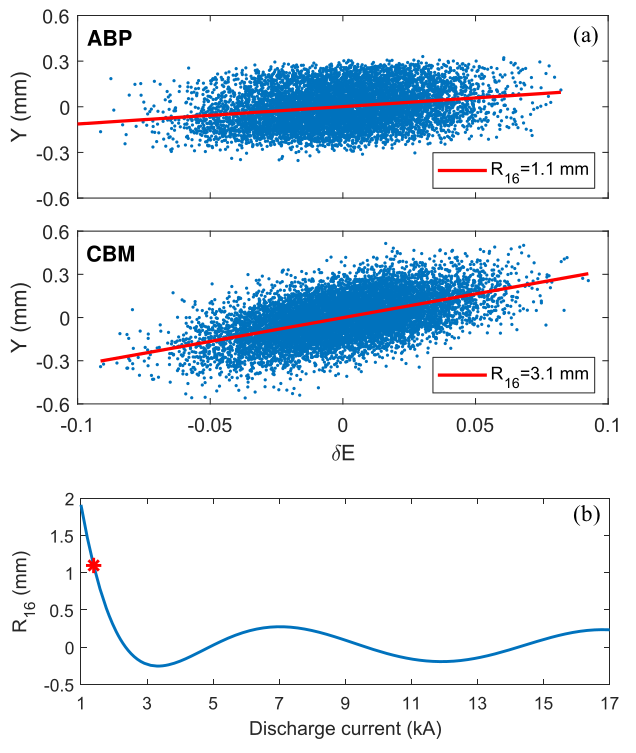 ABP
(a)
0.6
0.3
0
-0.3
-0.6
Y (mm)
R16=1.1 mm
CBM
0.6
0.3
0
-0.3
-0.6
Y (mm)
R16=3.1 mm
-0.1 -0.05 0 0.05 0.1
δE
(b)
2
1.5
1
0.5
0
-0.5
R16 (mm)
1 3 5 7 9 11 13 15 17
Discharge current (kA)